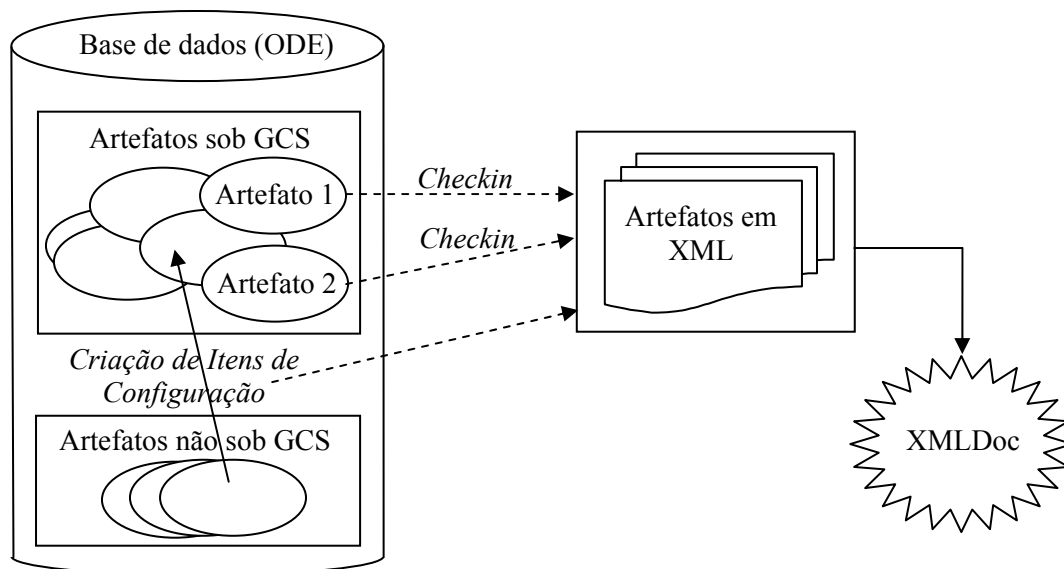 Base de dados (ODE)
Artefatos sob GCS
Artefato 1
Artefato 2
Checkin
Checkin
Artefatos em
XML
Criação de Itens de
Configuração
Artefatos não sob GCS
XMLDoc